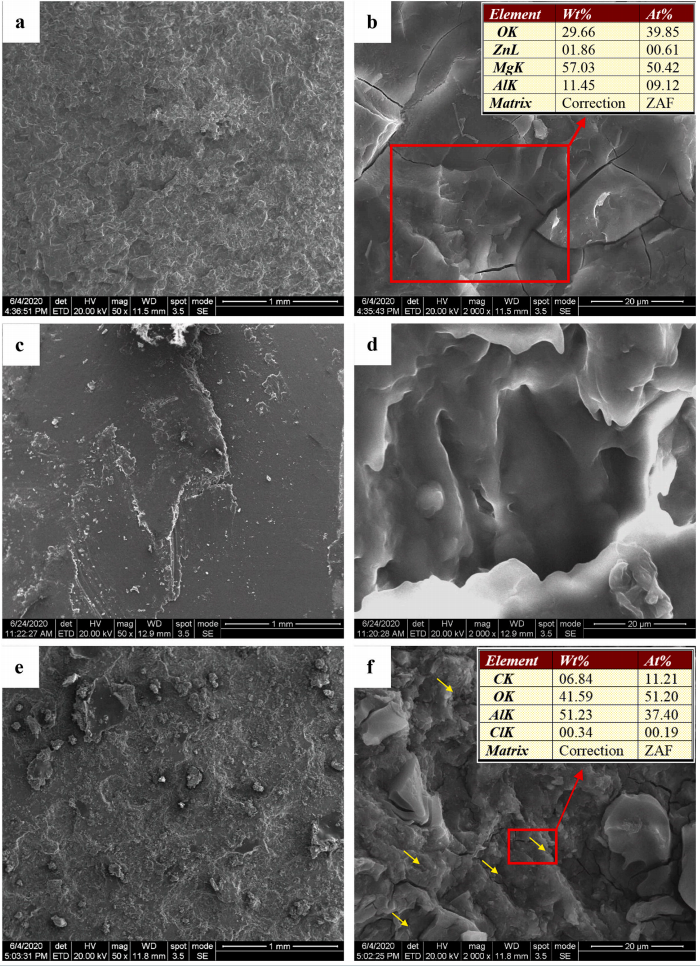 a
b
Element Wt% At%
OK 29.66 39.85
ZnL 01.86 00.61
MgK 57.03 50.42
AlK 11.45 09.12
Matrix Correction ZAF
6/4/2020 det HV mag WD spot mode 1 mm
4:36:51 PM ETD 20.00 kV 50 x 11.5 mm 3.5 SE
6/4/2020 det HV mag WD spot mode 20 µm
4:35:43 PM ETD 20.00 kV 2 000 x 11.5 mm 3.5 SE
c
d
6/24/2020 det HV mag WD spot mode 1 mm
11:22:27 AM ETD 20.00 kV 50 x 12.9 mm 3.5 SE
6/24/2020 det HV mag WD spot mode 20 µm
11:20:28 AM ETD 20.00 kV 2 000 x 12.9 mm 3.5 SE
e
f
Element Wt% At%
CK 06.84 11.21
OK 41.59 51.20
AlK 51.23 37.40
ClK 00.34 00.19
Matrix Correction ZAF
6/4/2020 det HV mag WD spot mode 1 mm
5:03:31 PM ETD 20.00 kV 50 x 11.8 mm 3.5 SE
6/4/2020 det HV mag WD spot mode 20 µm
5:02:25 PM ETD 20.00 kV 2 000 x 11.8 mm 3.5 SE